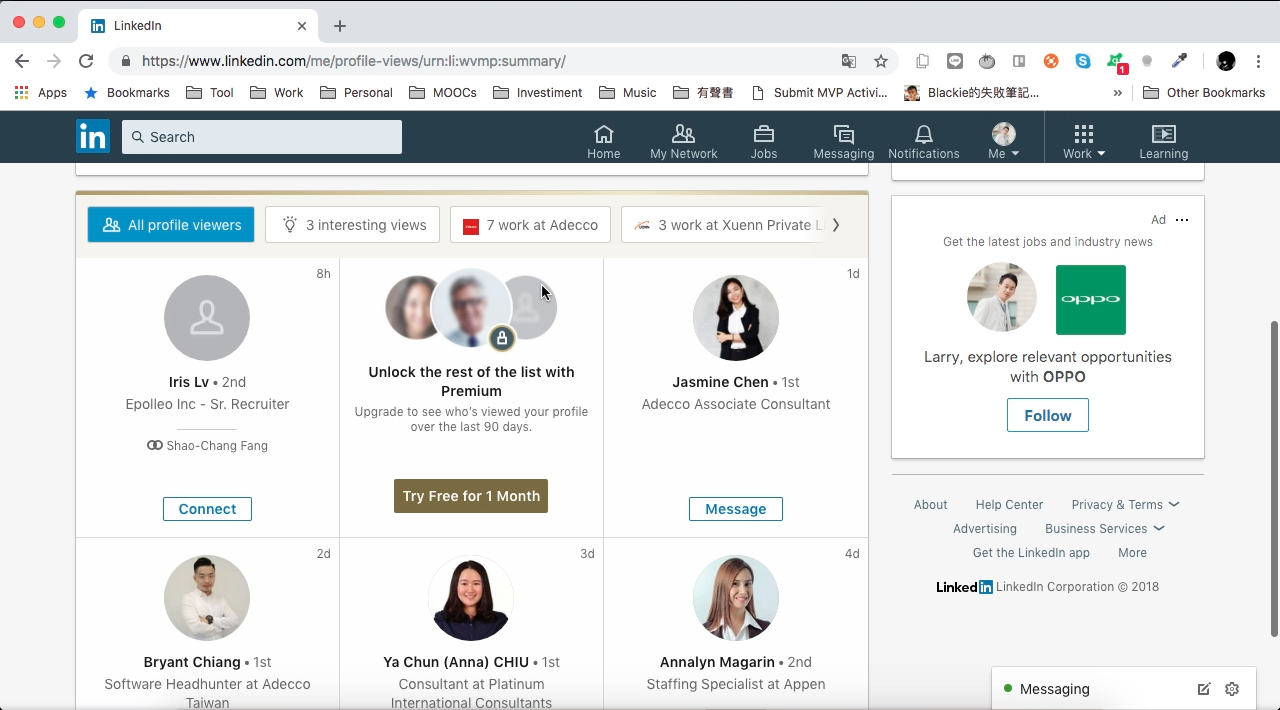 LinkedIn
https://www.linkedin.com/me/profile-views/urn:li:wvmp:summary/
1
Apps Bookmarks Tool Work Personal MOOCs Investiment Music 有聲書 Submit MVP Activi... Blackie的失敗筆記... » Other Bookmarks
in Search Home My Network Jobs Messaging Notifications Me Work Learning
All profile viewers 3 interesting views 7 work at Adecco 3 work at Xuenn Private L
8h
Iris Lv • 2nd
Epolleo Inc - Sr. Recruiter
Shao-Chang Fang
Connect
Unlock the rest of the list with
Premium
Upgrade to see who's viewed your profile
over the last 90 days.
Try Free for 1 Month
1d
Jasmine Chen • 1st
Adecco Associate Consultant
Message
2d
Bryant Chiang • 1st
Software Headhunter at Adecco
Taiwan
3d
Ya Chun (Anna) CHIU • 1st
Consultant at Platinum
International Consultants
4d
Annalyn Magarin • 2nd
Staffing Specialist at Appen
Ad ···
Get the latest jobs and industry news
oppo
Larry, explore relevant opportunities
with OPPO
Follow
About Help Center Privacy & Terms
Advertising Business Services
Get the LinkedIn app More
LinkedIn LinkedIn Corporation © 2018
Messaging